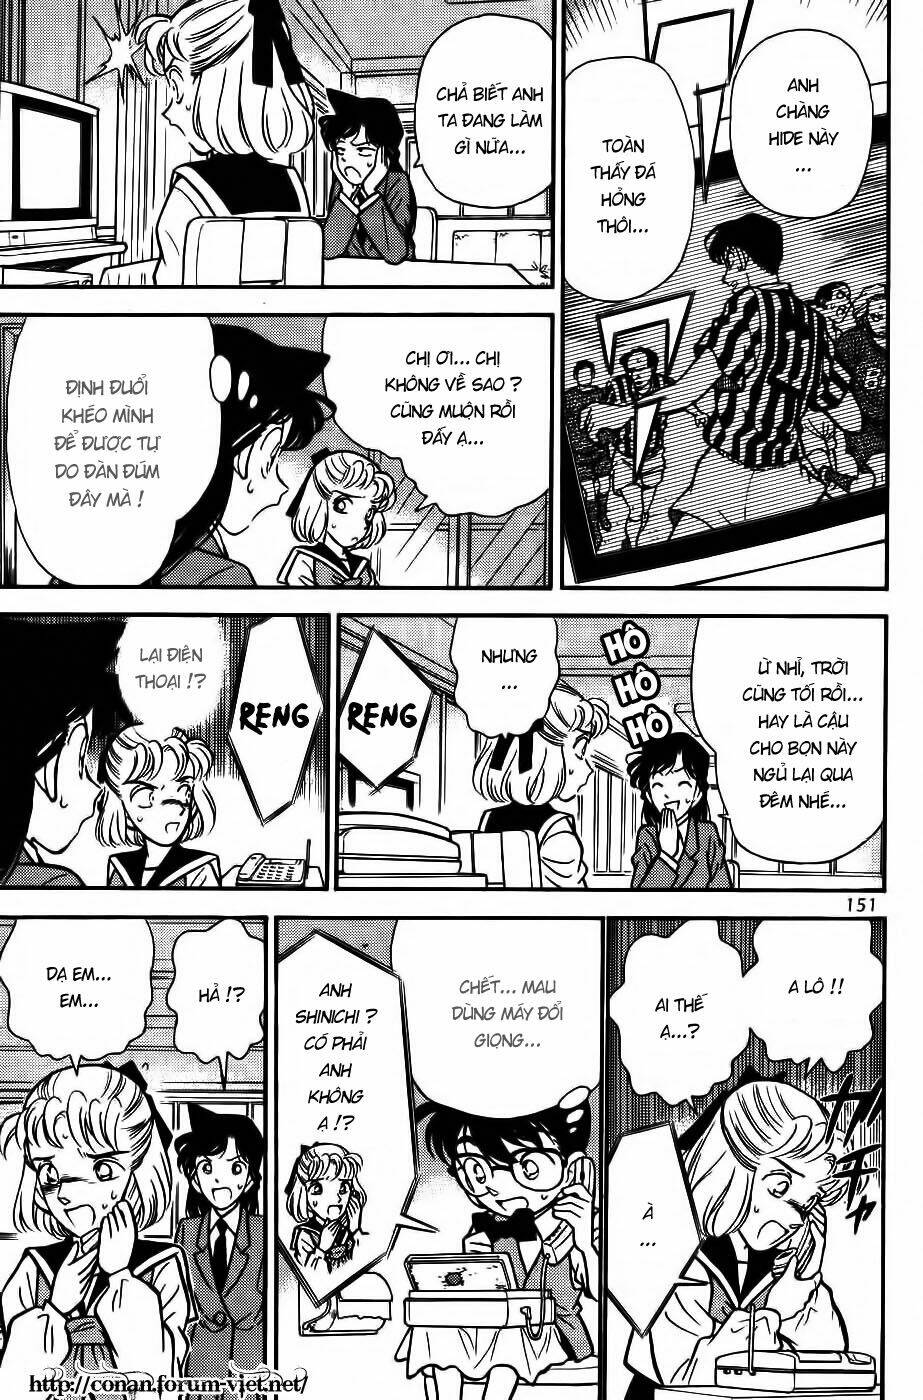 ANH
CHÀNG
HIDE NÀY
...
TOÀN
THẤY ĐÁ
HỎNG
THÔI...
CHẢ BIẾT ANH
TA ĐANG LÀM
GÌ NỮA...
CHỊ ƠI... CHỊ
KHÔNG VỀ SAO ?
CŨNG MUỘN RỒI
ĐẤY Ạ...
ĐỊNH ĐUỔI
KHÉO MÌNH
ĐỂ ĐƯỢC TỰ
DO ĐÀN ĐÚM
ĐÂY MÀ !
Ừ NHỈ, TRỜI
CŨNG TỐI RỒI...
HAY LÀ CẬU
CHO BỌN NÀY
NGỦ LẠI QUA
ĐÊM NHÉ...
HÔ
HÔ
HÔ
NHƯNG
...
RENG
RENG
LẠI ĐIỆN
THOẠI !?
151
A LÔ !!
AI THẾ
Ạ...?
À
...
CHẾT... MAU
DÙNG MÁY ĐỔI
GIỌNG...
ANH
SHINICHI ?
CÓ PHẢI
ANH
KHÔNG
Ạ !?
HẢ !?
DẠ EM...
EM...
http://conan.forum-viet.net/